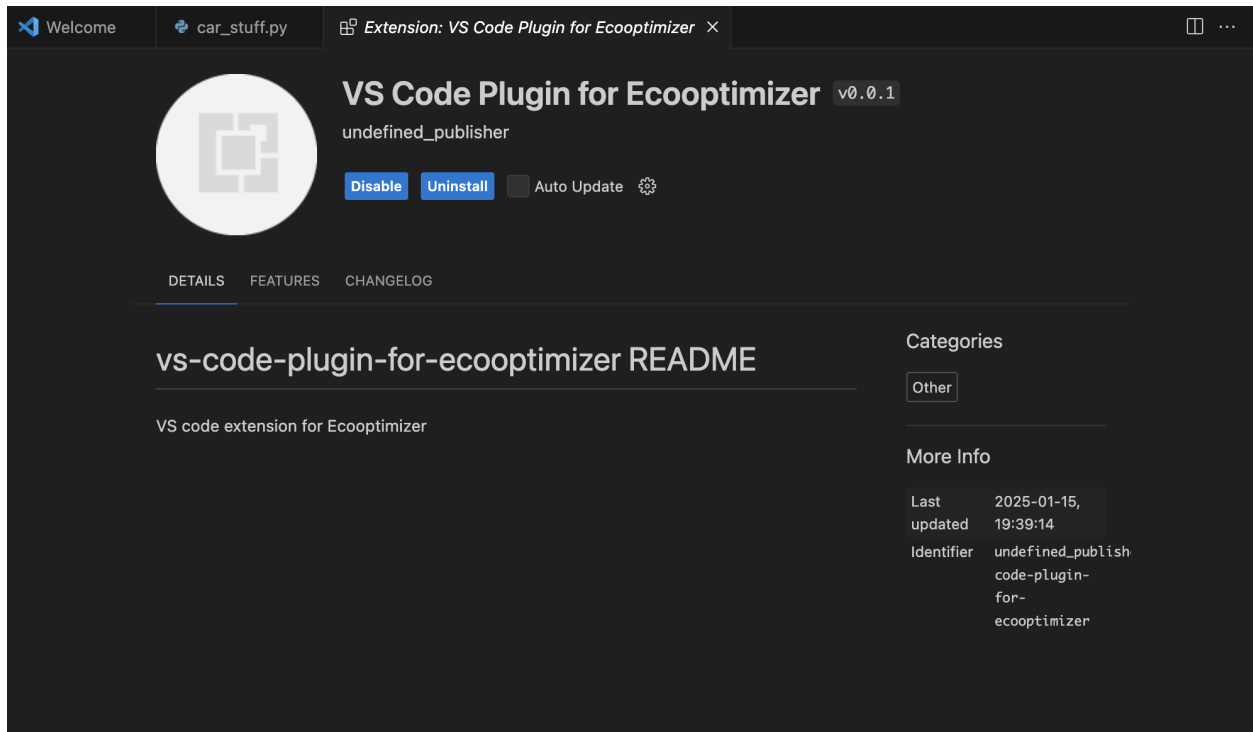 Welcome
car_stuff.py
Extension: VS Code Plugin for Ecooptimizer
VS Code Plugin for Ecooptimizer v0.0.1
undefined_publisher
Disable Uninstall Auto Update
DETAILS FEATURES CHANGELOG
vs-code-plugin-for-ecooptimizer README
VS code extension for Ecooptimizer
Categories
Other
More Info
Last updated
2025-01-15,
19:39:14
Identifier
undefined_publish
code-plugin-
for-
ecooptimizer